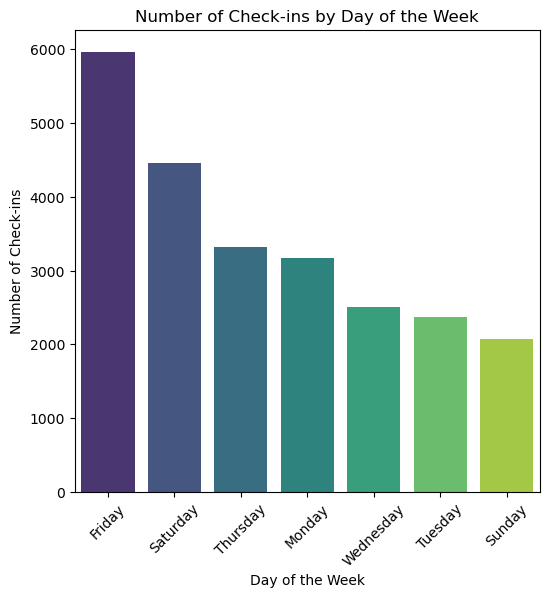 Number of Check-ins by Day of the Week
Number of Check-ins
6000
5000
4000
3000
2000
1000
0
Friday
Saturday
Thursday
Monday
Wednesday
Tuesday
Sunday
Day of the Week